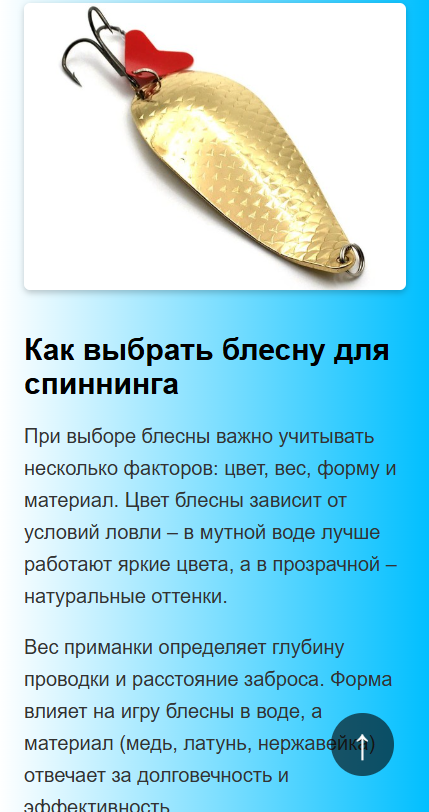 Как выбрать блесну для
спиннинга
При выборе блесны важно учитывать
несколько факторов: цвет, вес, форму и
материал. Цвет блесны зависит от
условий ловли – в мутной воде лучше
работают яркие цвета, а в прозрачной –
натуральные оттенки.
Вес приманки определяет глубину
проводки и расстояние заброса. Форма
влияет на игру блесны в воде, а
материал (медь, латунь, нержавейка)
отвечает за долговечность и
эффективность